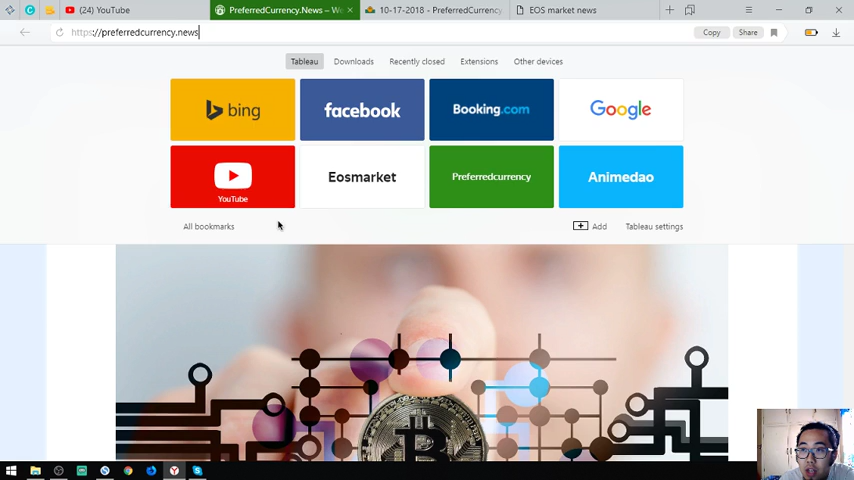 (24) YouTube
PreferredCurrency.News – We
10-17-2018 - PreferredCurrency
EOS market news
https://preferredcurrency.news
Copy
Share
Tableau
Downloads
Recently closed
Extensions
Other devices
bing
facebook
Booking.com
Google
YouTube
Eosmarket
Preferredcurrency
Animedao
All bookmarks
Add
Tableau settings